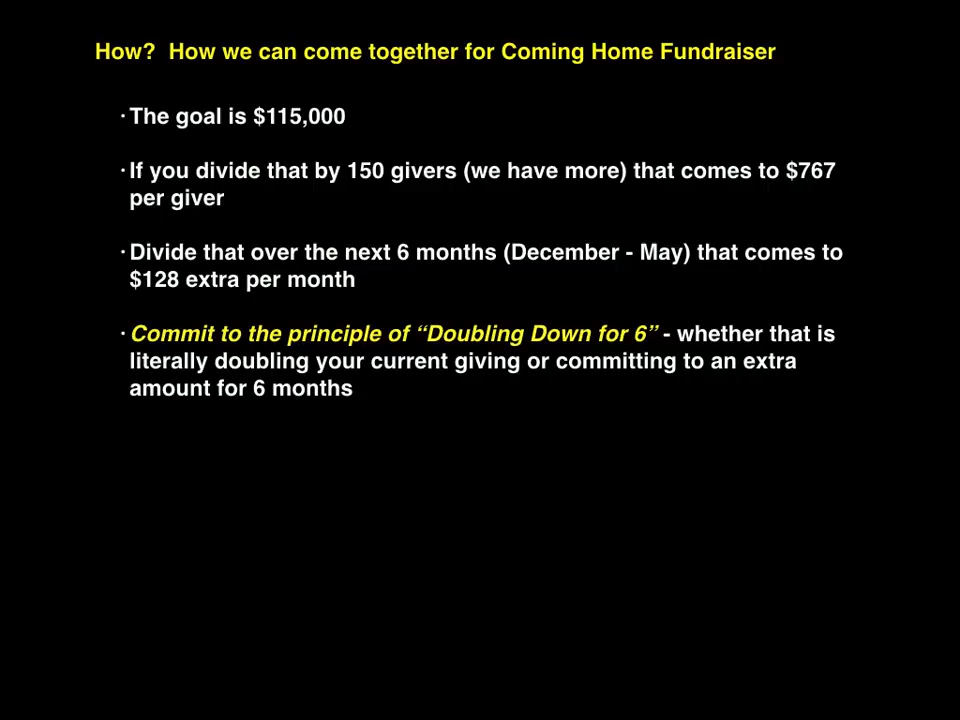 How?  How we can come together for Coming Home Fundraiser
· The goal is $115,000
· If you divide that by 150 givers (we have more) that comes to $767
per giver
· Divide that over the next 6 months (December - May) that comes to
$128 extra per month
· Commit to the principle of “Doubling Down for 6” - whether that is
literally doubling your current giving or committing to an extra
amount for 6 months